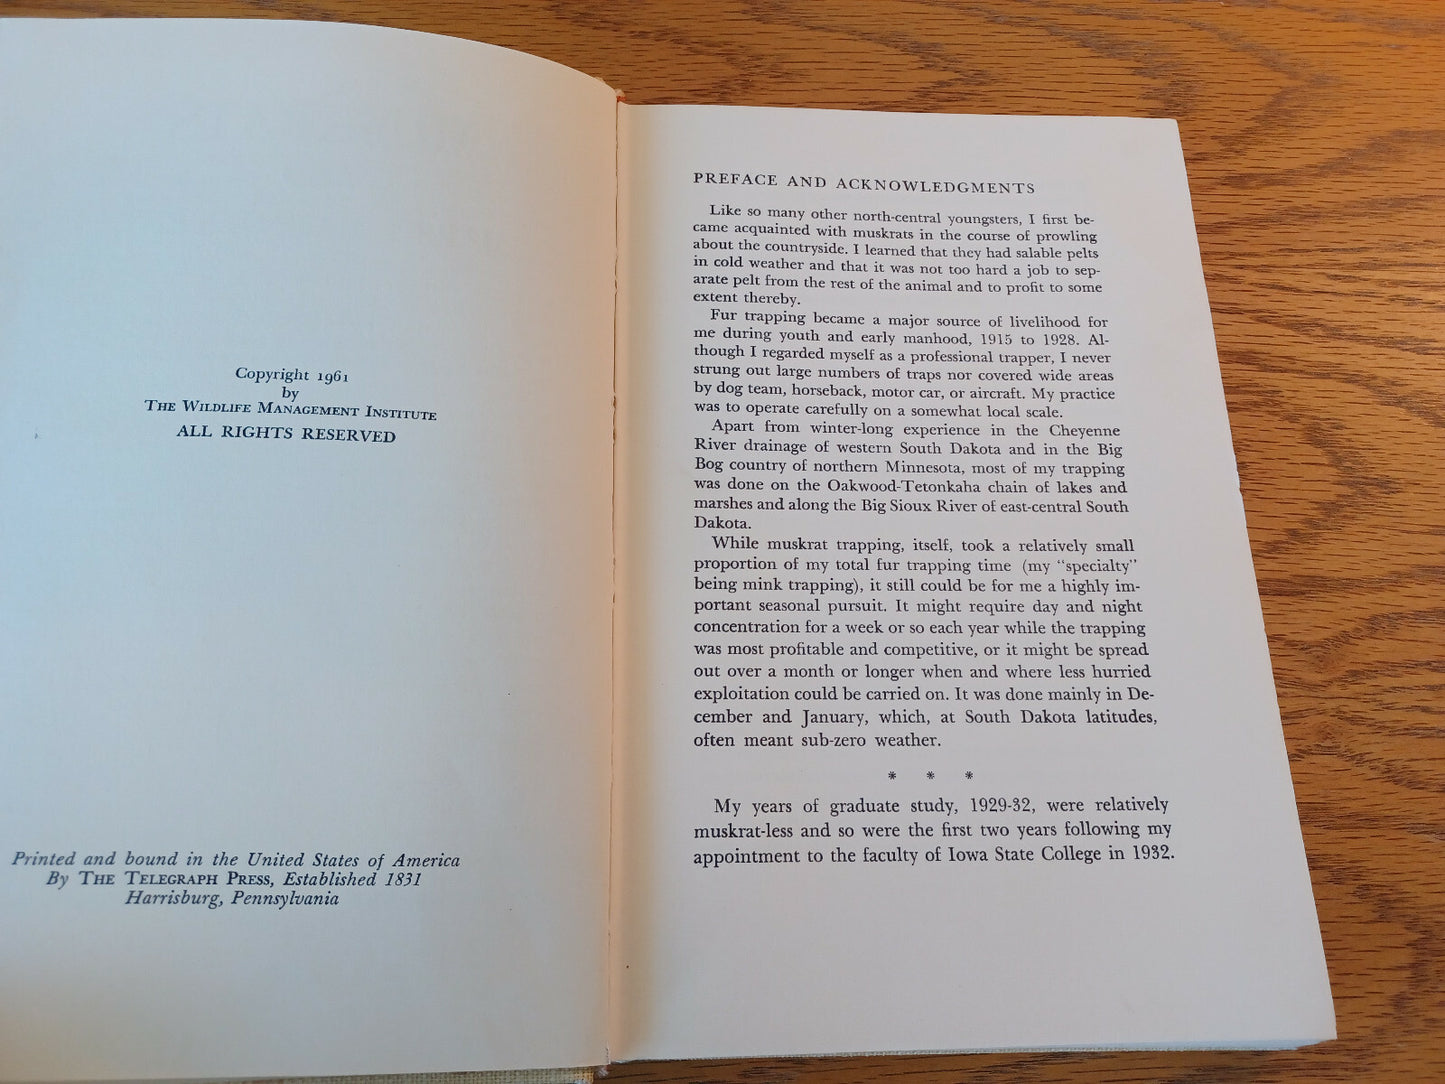 Copyright 1961
by
THE WILDLIFE MANAGEMENT INSTITUTE
ALL RIGHTS RESERVED
Printed and bound in the United States of America
By THE TELEGRAPH PRESS, Established 1831
Harrisburg, Pennsylvania
PREFACE AND ACKNOWLEDGMENTS
Like so many other north-central youngsters, I first be-
came acquainted with muskrats in the course of prowling
about the countryside. I learned that they had salable pelts
in cold weather and that it was not too hard a job to sep-
arate pelt from the rest of the animal and to profit to some
extent thereby.
Fur trapping became a major source of livelihood for
me during youth and early manhood, 1915 to 1928. Al-
though I regarded myself as a professional trapper, I never
strung out large numbers of traps nor covered wide areas
by dog team, horseback, motor car, or aircraft. My practice
was to operate carefully on a somewhat local scale.
Apart from winter-long experience in the Cheyenne
River drainage of western South Dakota and in the Big
Bog country of northern Minnesota, most of my trapping
was done on the Oakwood-Tetonkaha chain of lakes and
marshes and along the Big Sioux River of east-central South
Dakota.
While muskrat trapping, itself, took a relatively small
proportion of my total fur trapping time (my "specialty"
being mink trapping), it still could be for me a highly im-
portant seasonal pursuit. It might require day and night
concentration for a week or so each year while the trapping
was most profitable and competitive, or it might be spread
out over a month or longer when and where less hurried
exploitation could be carried on. It was done mainly in De-
cember and January, which, at South Dakota latitudes,
often meant sub-zero weather.
* * *
My years of graduate study, 1929-32, were relatively
muskrat-less and so were the first two years following my
appointment to the faculty of Iowa State College in 1932.